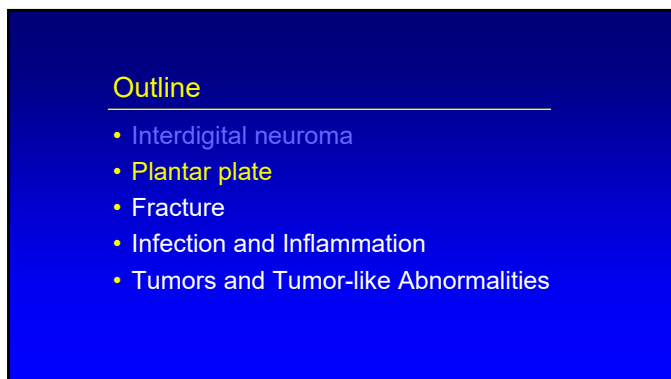 Outline
• Interdigital neuroma
• Plantar plate
• Fracture
• Infection and Inflammation
• Tumors and Tumor-like Abnormalities